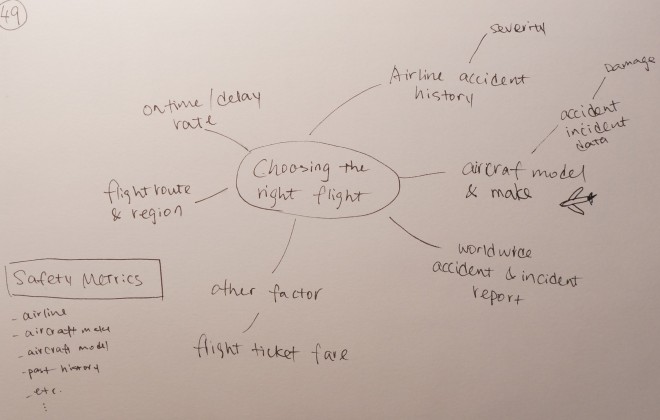 49
severity
Airline accident
history
Damage
accident
incident
data
ontime/delay
rate
Choosing the
right flight
aircraf model
& make
flight route
& region
worldwide
accident & incident
report
other factor
flight ticket fare
Safety Metrics
- airline
- aircraft make
- aircraft model
- past history
- etc.
⋮